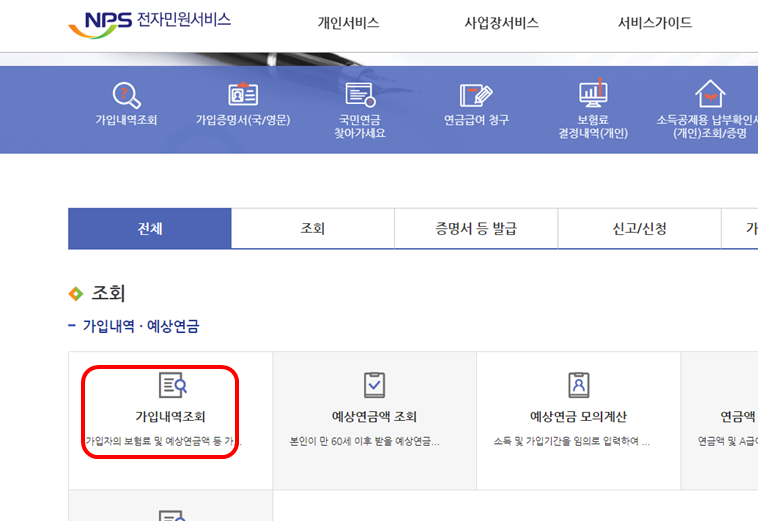 NPS 전자민원서비스
개인서비스 사업장서비스 서비스가이드
가입내역조회
가입증명서(국/영문)
국민연금
찾아가세요
연금급여 청구
보험료
결정내역(개인)
소득공제용 납부확인서
(개인)조회/증명
전체 조회 증명서 등 발급 신고/신청 가
조회
가입내역 · 예상연금
가입내역조회
가입자의 보험료 및 예상연금액 등 가...
예상연금액 조회
본인이 만 60세 이후 받을 예상연금...
예상연금 모의계산
소득 및 가입기간을 임의로 입력하여 ...
연금액
연금액 및 A급